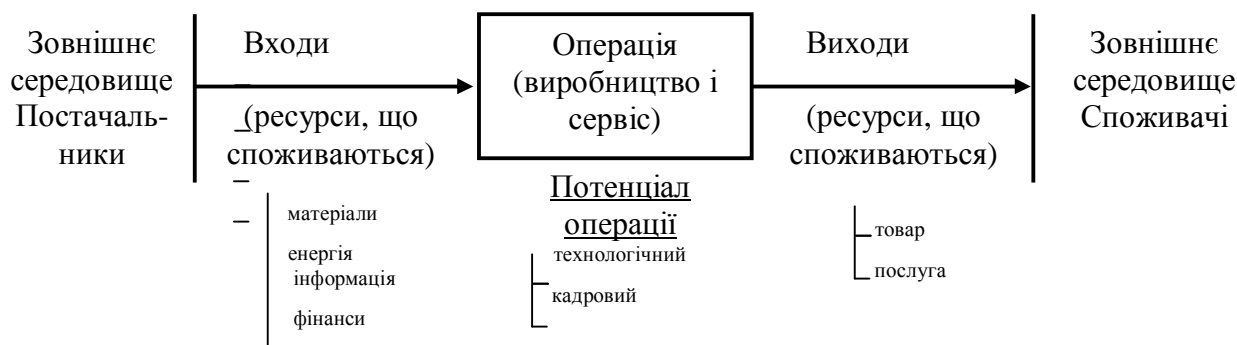 Зовнішнє
середовище
Постачаль-
ники
Входи
(ресурси, що
споживаються)
матеріали
енергія
інформація
фінанси
Операція
(виробництво і
сервіс)
Потенціал
операції
технологічний
кадровий
Виходи
(ресурси, що
споживаються)
товар
послуга
Зовнішнє
середовище
Споживачі